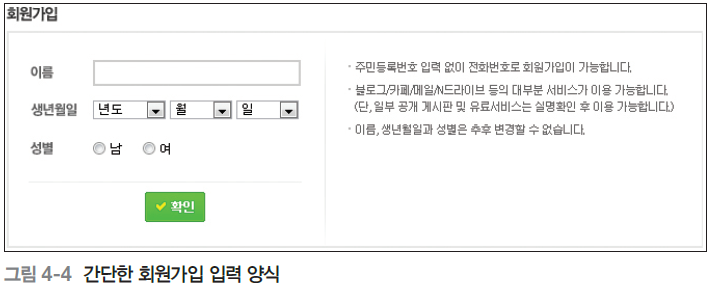 회원가입
이름
생년월일 년도 월 일
성별 남 여
확인
· 주민등록번호 입력 없이 전화번호로 회원가입이 가능합니다.
· 블로그/카페/메일/N드라이브 등의 대부분 서비스가 이용 가능합니다.
(단, 일부 공개 게시판 및 유료서비스는 실명확인 후 이용 가능합니다.)
· 이름, 생년월일과 성별은 추후 변경할 수 없습니다.
그림 4-4 간단한 회원가입 입력 양식